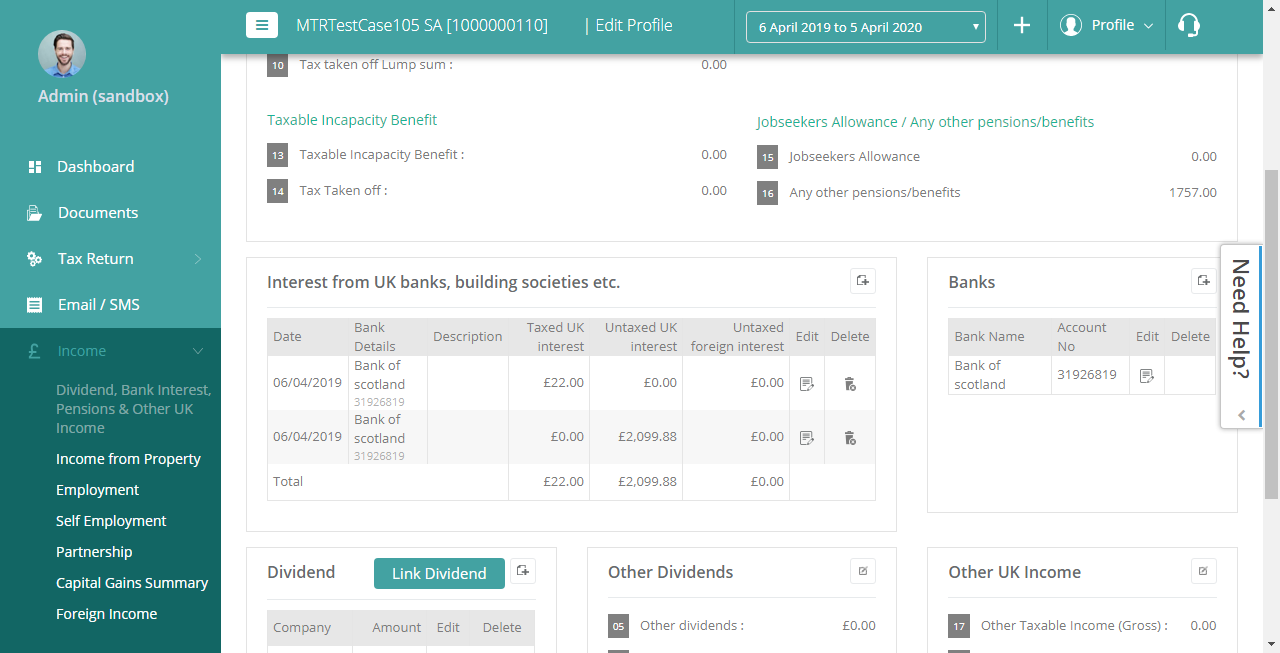 MTRTestCase105 SA [1000000110] | Edit Profile
6 April 2019 to 5 April 2020
Profile
Admin (sandbox)
Dashboard
Documents
Tax Return
Email / SMS
£ Income
Dividend, Bank Interest,
Pensions & Other UK
Income
Income from Property
Employment
Self Employment
Partnership
Capital Gains Summary
Foreign Income
10 Tax taken off Lump sum : 0.00
Taxable Incapacity Benefit
13 Taxable Incapacity Benefit : 0.00
14 Tax Taken off : 0.00
Jobseekers Allowance / Any other pensions/benefits
15 Jobseekers Allowance 0.00
16 Any other pensions/benefits 1757.00
Interest from UK banks, building societies etc.
Date Bank Details Description Taxed UK interest Untaxed UK interest Untaxed foreign interest Edit Delete
06/04/2019 Bank of scotland 31926819 £22.00 £0.00 £0.00
06/04/2019 Bank of scotland 31926819 £0.00 £2,099.88 £0.00
Total £22.00 £2,099.88 £0.00
Banks
Bank Name Account No Edit Delete
Bank of scotland 31926819
Need Help?
Dividend Link Dividend
Company Amount Edit Delete
Other Dividends
05 Other dividends : £0.00
Other UK Income
17 Other Taxable Income (Gross) : 0.00